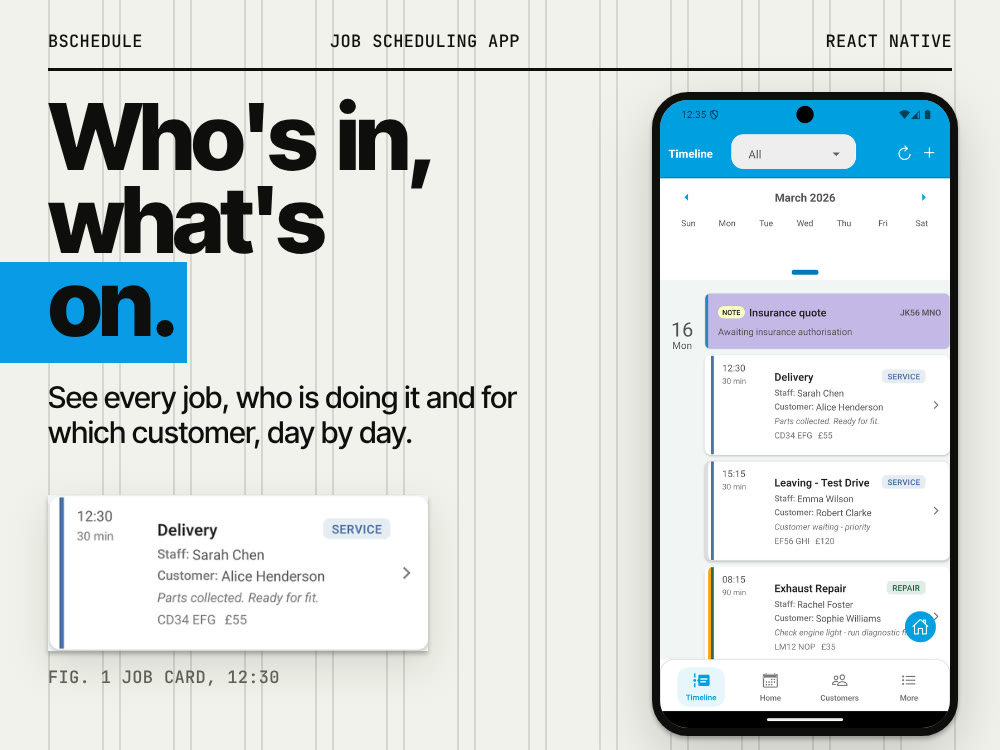 BSCHEDULE
JOB SCHEDULING APP
REACT NATIVE
Who's in,
what's
on.
See every job, who is doing it and for
which customer, day by day.
12:30
30 min
Delivery
SERVICE
Staff: Sarah Chen
Customer: Alice Henderson
Parts collected. Ready for fit.
CD34 EFG £55
FIG. 1 JOB CARD, 12:30
12:35
Timeline
All
March 2026
Sun Mon Tue Wed Thu Fri Sat
16
Mon
NOTE Insurance quote JK56 MNO
Awaiting insurance authorisation
12:30
30 min
Delivery
SERVICE
Staff: Sarah Chen
Customer: Alice Henderson
Parts collected. Ready for fit.
CD34 EFG £55
15:15
30 min
Leaving - Test Drive
SERVICE
Staff: Emma Wilson
Customer: Robert Clarke
Customer waiting - priority
EF56 GHI £120
08:15
90 min
Exhaust Repair
REPAIR
Staff: Rachel Foster
Customer: Sophie Williams
Check engine light - run diagnostic
LM12 NOP £35
Timeline
Home
Customers
More